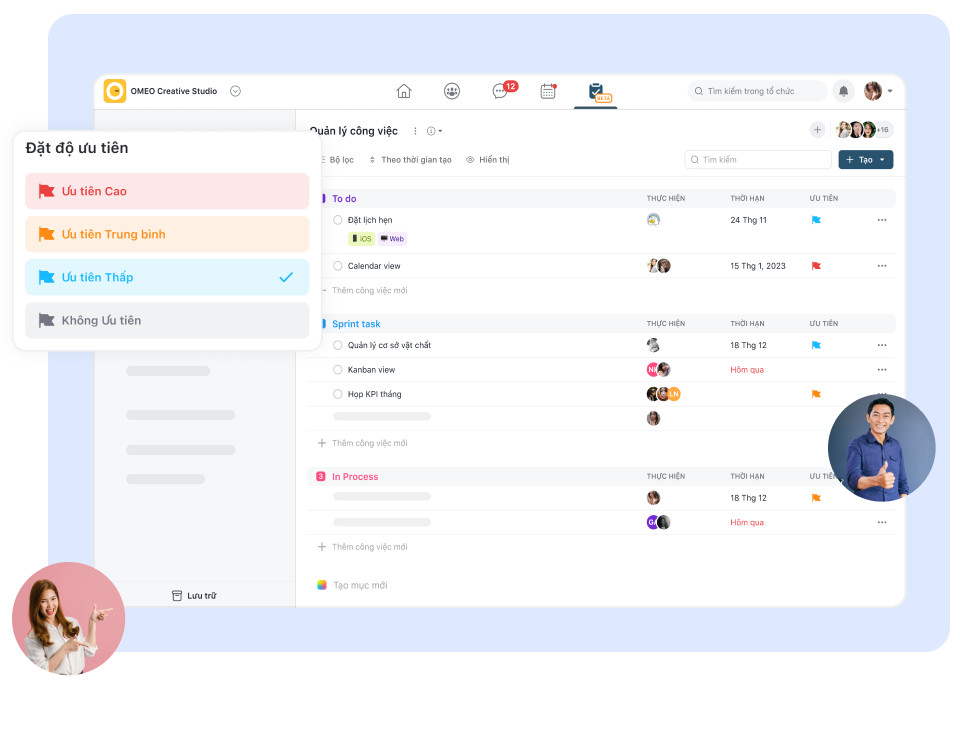 OMEO Creative Studio
12
BETA
Tìm kiếm trong tổ chức
Quản lý công việc
+16
Bộ lọc
Theo thời gian tạo
Hiển thị
Tìm kiếm
Tạo
Đặt độ ưu tiên
Ưu tiên Cao
Ưu tiên Trung bình
Ưu tiên Thấp
Không Ưu tiên
To do THỰC HIỆN THỜI HẠN ƯU TIÊN
Đặt lịch hẹn 24 Thg 11
iOS Web
Calendar view 15 Thg 1, 2023
Thêm công việc mới
Sprint task THỰC HIỆN THỜI HẠN ƯU TIÊN
Quản lý cơ sở vật chất 18 Thg 12
Kanban view Hôm qua
Họp KPI tháng LN
Thêm công việc mới
3 In Process THỰC HIỆN THỜI HẠN ƯU TIÊN
18 Thg 12
Hôm qua
Thêm công việc mới
Tạo mục mới
Lưu trữ